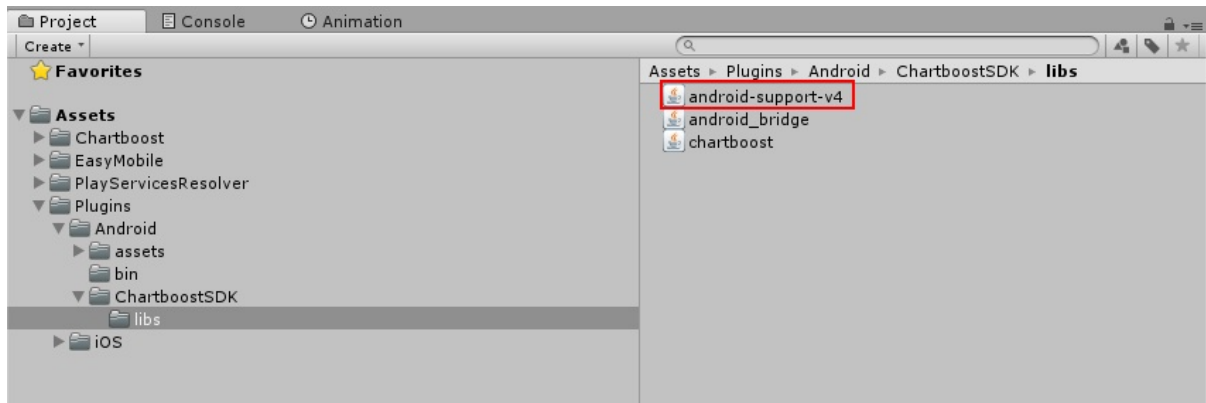 Project
Console
Animation
Create
Favorites
Assets
Chartboost
EasyMobile
PlayServicesResolver
Plugins
Android
assets
bin
ChartboostSDK
libs
iOS
Assets Plugins Android ChartboostSDK libs
android-support-v4
android_bridge
chartboost